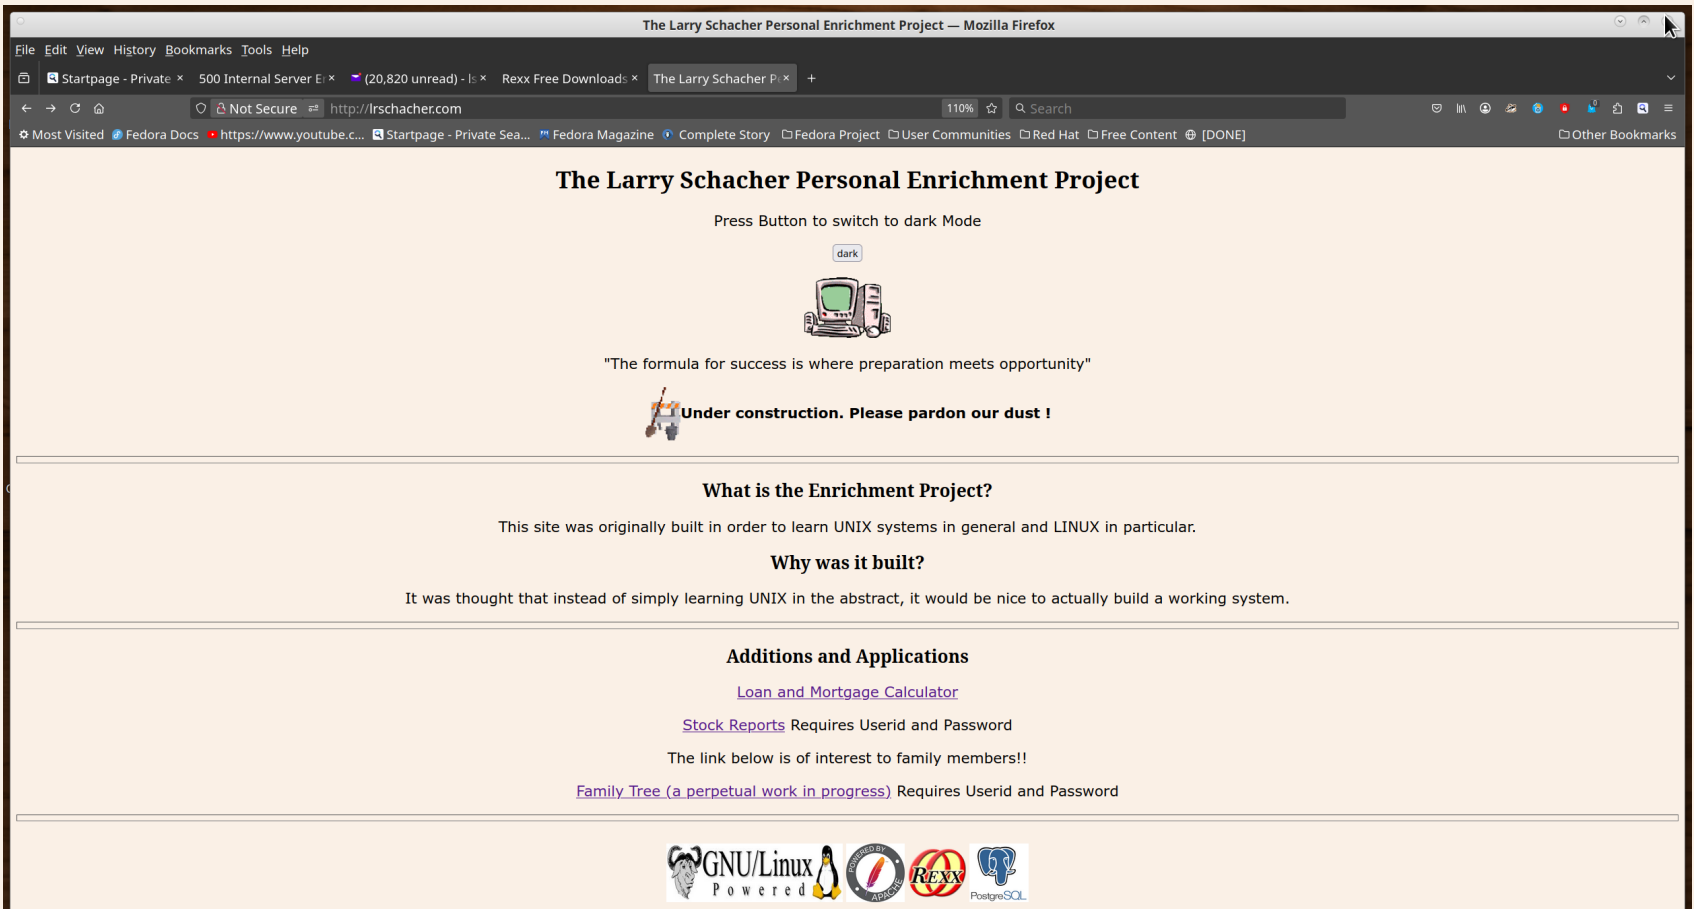 The Larry Schacher Personal Enrichment Project — Mozilla Firefox
File Edit View History Bookmarks Tools Help
Startpage - Private 500 Internal Server Er (20,820 unread) - ls Rexx Free Downloads The Larry Schacher Pe
Not Secure http://lrschacher.com 110% Search
Most Visited Fedora Docs https://www.youtube.c... Startpage - Private Sea... Fedora Magazine Complete Story Fedora Project User Communities Red Hat Free Content [DONE] Other Bookmarks
The Larry Schacher Personal Enrichment Project
Press Button to switch to dark Mode
dark
"The formula for success is where preparation meets opportunity"
Under construction. Please pardon our dust !
What is the Enrichment Project?
This site was originally built in order to learn UNIX systems in general and LINUX in particular.
Why was it built?
It was thought that instead of simply learning UNIX in the abstract, it would be nice to actually build a working system.
Additions and Applications
Loan and Mortgage Calculator
Stock Reports Requires Userid and Password
The link below is of interest to family members!!
Family Tree (a perpetual work in progress) Requires Userid and Password
GNU/Linux
Powered
POWERED BY
APACHE
REXX
PostgreSQL